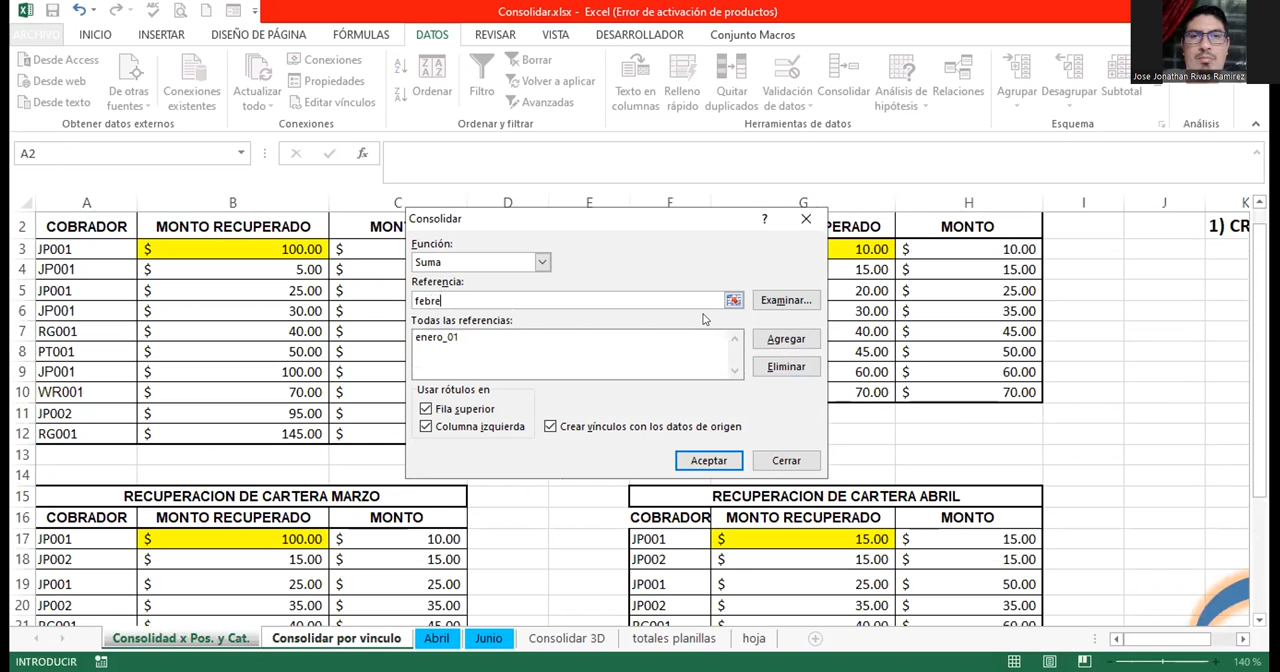 Consolidar.xlsx - Excel (Error de activación de productos)
ARCHIVO INICIO INSERTAR DISEÑO DE PÁGINA FÓRMULAS DATOS REVISAR VISTA DESARROLLADOR Conjunto Macros
Jose Jonathan Rivas Ramirez
Desde Access
Desde web
Desde texto
De otras fuentes
Conexiones existentes
Obtener datos externos
Actualizar todo
Conexiones
Propiedades
Editar vínculos
Conexiones
Ordenar
Filtro
Borrar
Volver a aplicar
Avanzadas
Ordenar y filtrar
Texto en columnas
Relleno rápido
Quitar duplicados
Validación de datos
Consolidar
Análisis de hipótesis
Relaciones
Herramientas de datos
Agrupar
Desagrupar
Subtotal
Esquema
Análisis
A2
A B C D E F G H I J K
2 COBRADOR MONTO RECUPERADO MON PERADO MONTO 1) CR
3 JP001 $ 100.00 $ 10.00 $ 10.00
4 JP001 $ 5.00 $ 15.00 $ 15.00
5 JP001 $ 25.00 $ 20.00 $ 20.00
6 JP001 $ 30.00 $ 30.00 $ 35.00
7 RG001 $ 40.00 $ 40.00 $ 45.00
8 PT001 $ 50.00 $ 45.00 $ 50.00
9 JP001 $ 100.00 $ 60.00 $ 60.00
10 WR001 $ 70.00 $ 70.00 $ 70.00
11 JP002 $ 95.00 $
12 RG001 $ 145.00 $
13
14
Consolidar
?
Función:
Suma
Referencia:
febre
Examinar...
Todas las referencias:
enero_01
Agregar
Eliminar
Usar rótulos en
Fila superior
Columna izquierda
Crear vínculos con los datos de origen
Aceptar
Cerrar
15 RECUPERACION DE CARTERA MARZO RECUPERACION DE CARTERA ABRIL
16 COBRADOR MONTO RECUPERADO MONTO COBRADOR MONTO RECUPERADO MONTO
17 JP001 $ 100.00 $ 10.00 JP001 $ 15.00 $ 15.00
18 JP002 $ 15.00 $ 15.00 JP002 $ 15.00 $ 15.00
19 JP001 $ 25.00 $ 25.00 JP001 $ 25.00 $ 50.00
20 JP002 $ 35.00 $ 45.00 JP002 $ 35.00 $ 35.00
Consolidad x Pos. y Cat. Consolidar por vinculo Abril Junio Consolidar 3D totales planillas hoja
INTRODUCIR
140 %